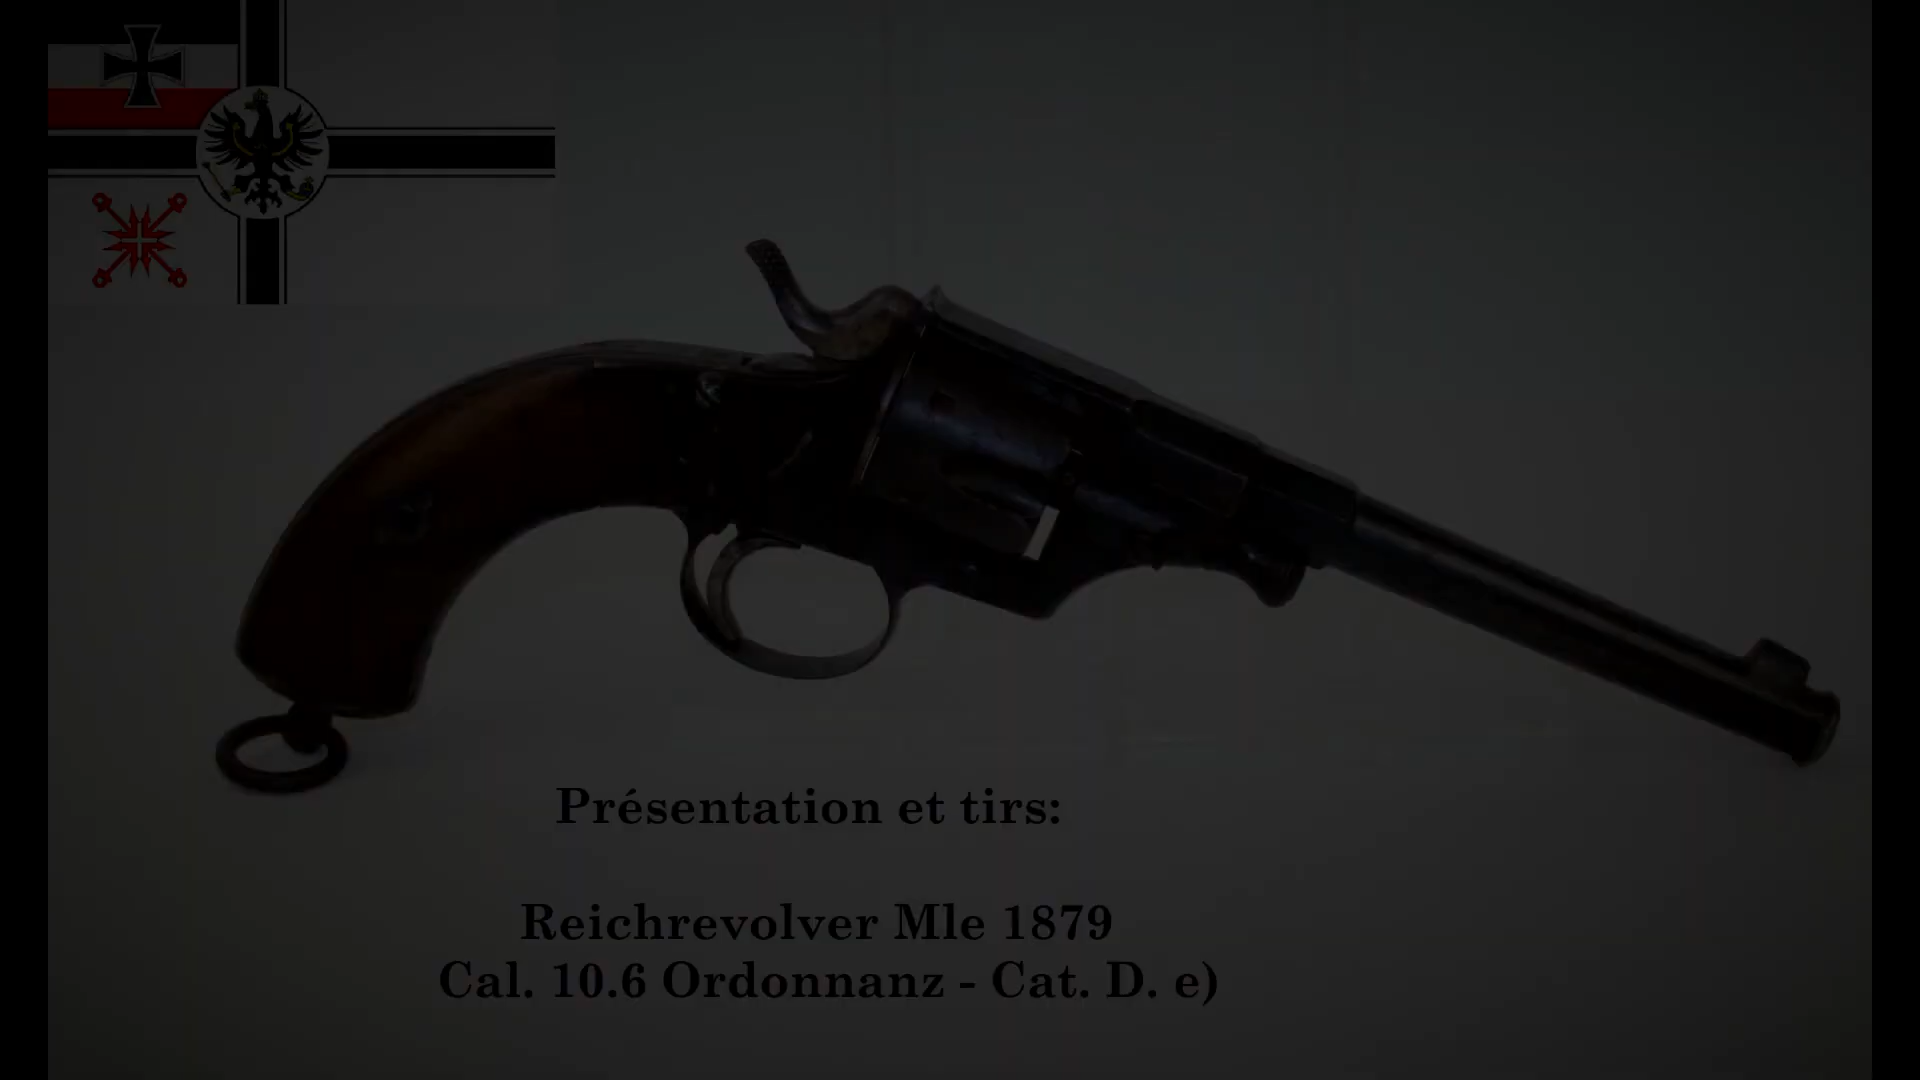 Présentation et tirs:
Reichrevolver Mle 1879
Cal. 10.6 Ordonnanz - Cat. D. e)